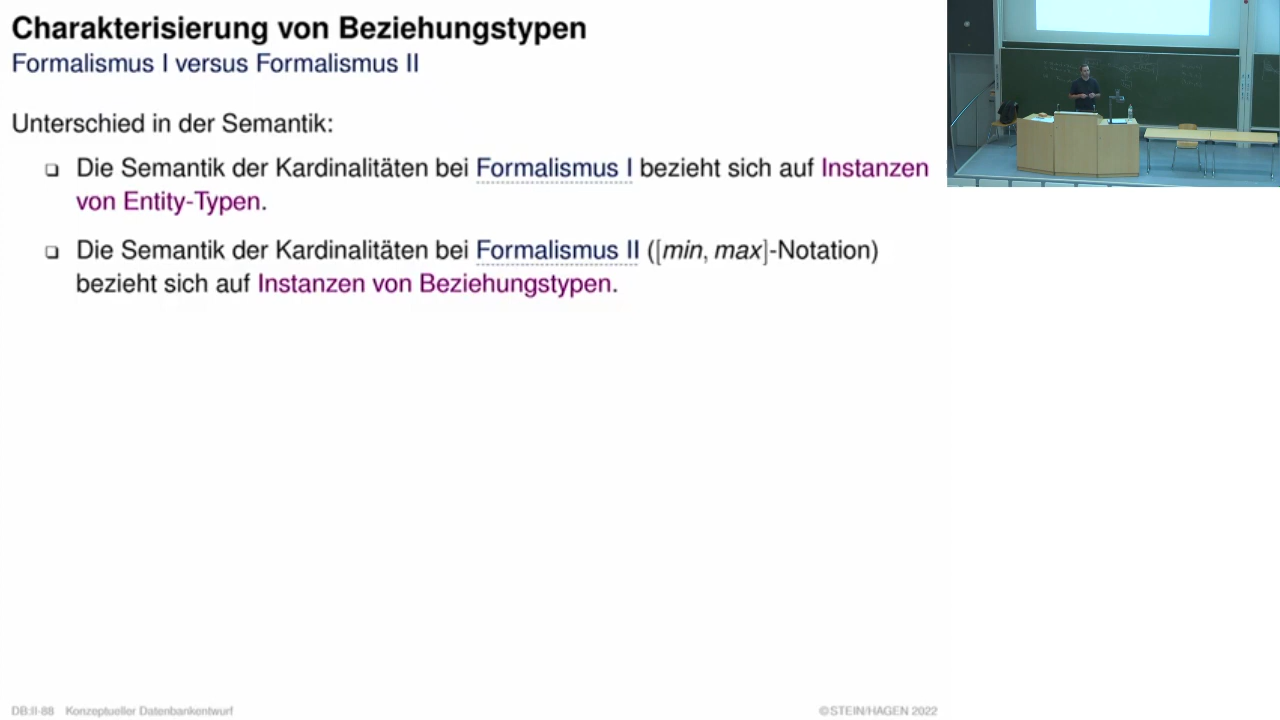 Charakterisierung von Beziehungstypen
Formalismus I versus Formalismus II
Unterschied in der Semantik:
❑ Die Semantik der Kardinalitäten bei Formalismus I bezieht sich auf Instanzen
von Entity-Typen.
❑ Die Semantik der Kardinalitäten bei Formalismus II ([min, max]-Notation)
bezieht sich auf Instanzen von Beziehungstypen.
DB:II-88 Konzeptueller Datenbankentwurf
©STEIN/HAGEN 2022